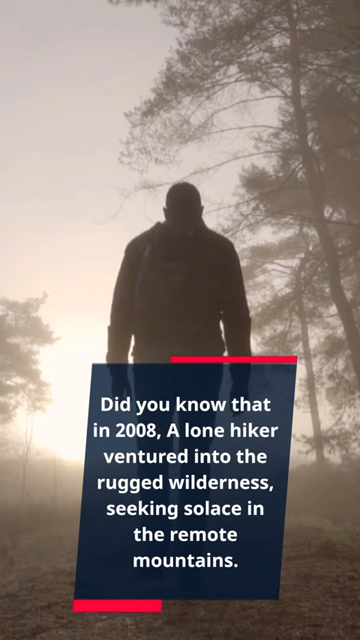 Did you know that
in 2008, A lone hiker
ventured into the
rugged wilderness,
seeking solace in
the remote
mountains.